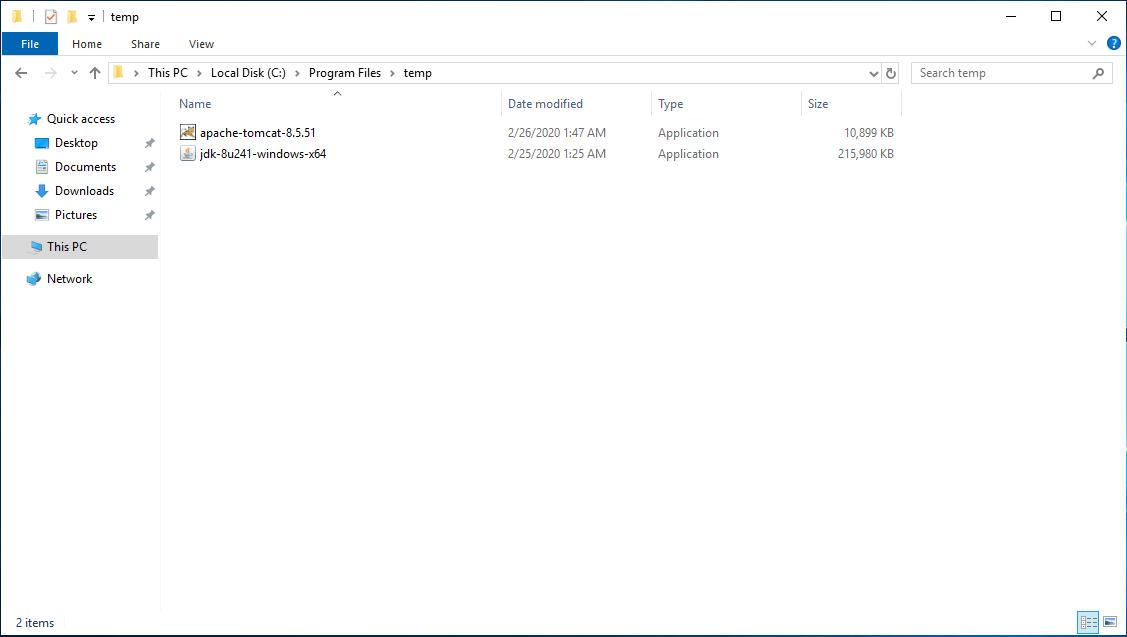 temp
File Home Share View
This PC Local Disk (C:) Program Files temp
Search temp
Name Date modified Type Size
Quick access
Desktop
Documents
Downloads
Pictures
This PC
Network
apache-tomcat-8.5.51 2/26/2020 1:47 AM Application 10,899 KB
jdk-8u241-windows-x64 2/25/2020 1:25 AM Application 215,980 KB
2 items